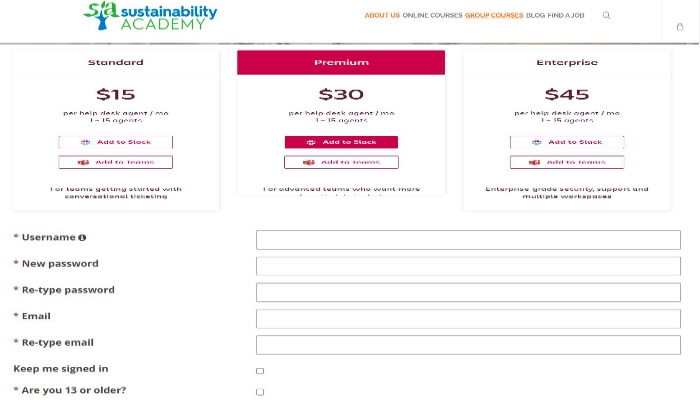 sustainability
ACADEMY
ABOUT US ONLINE COURSES GROUP COURSES BLOG FIND A JOB
Standard
$15
per help desk agent / mo
1 – 15 agents
Add to Slack
Add to Teams
For teams getting started with
conversational ticketing
Premium
$30
per help desk agent / mo
1 – 15 agents
Add to Slack
Add to Teams
For advanced teams who want more
Enterprise
$45
per help desk agent / mo
1 – 15 agents
Add to Slack
Add to Teams
Enterprise grade security, support and
multiple workspaces
* Username
* New password
* Re-type password
* Email
* Re-type email
Keep me signed in
* Are you 13 or older?